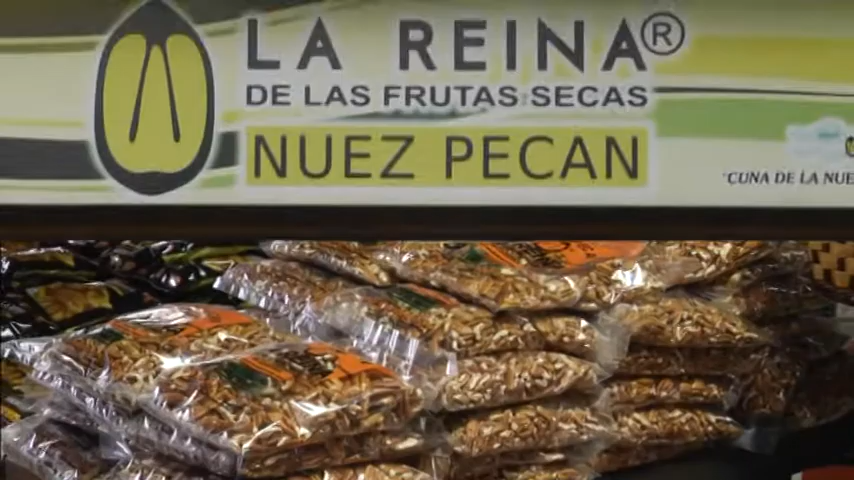 LA REINA®
DE LAS FRUTAS SECAS
NUEZ PECAN
"CUNA DE LA NUE